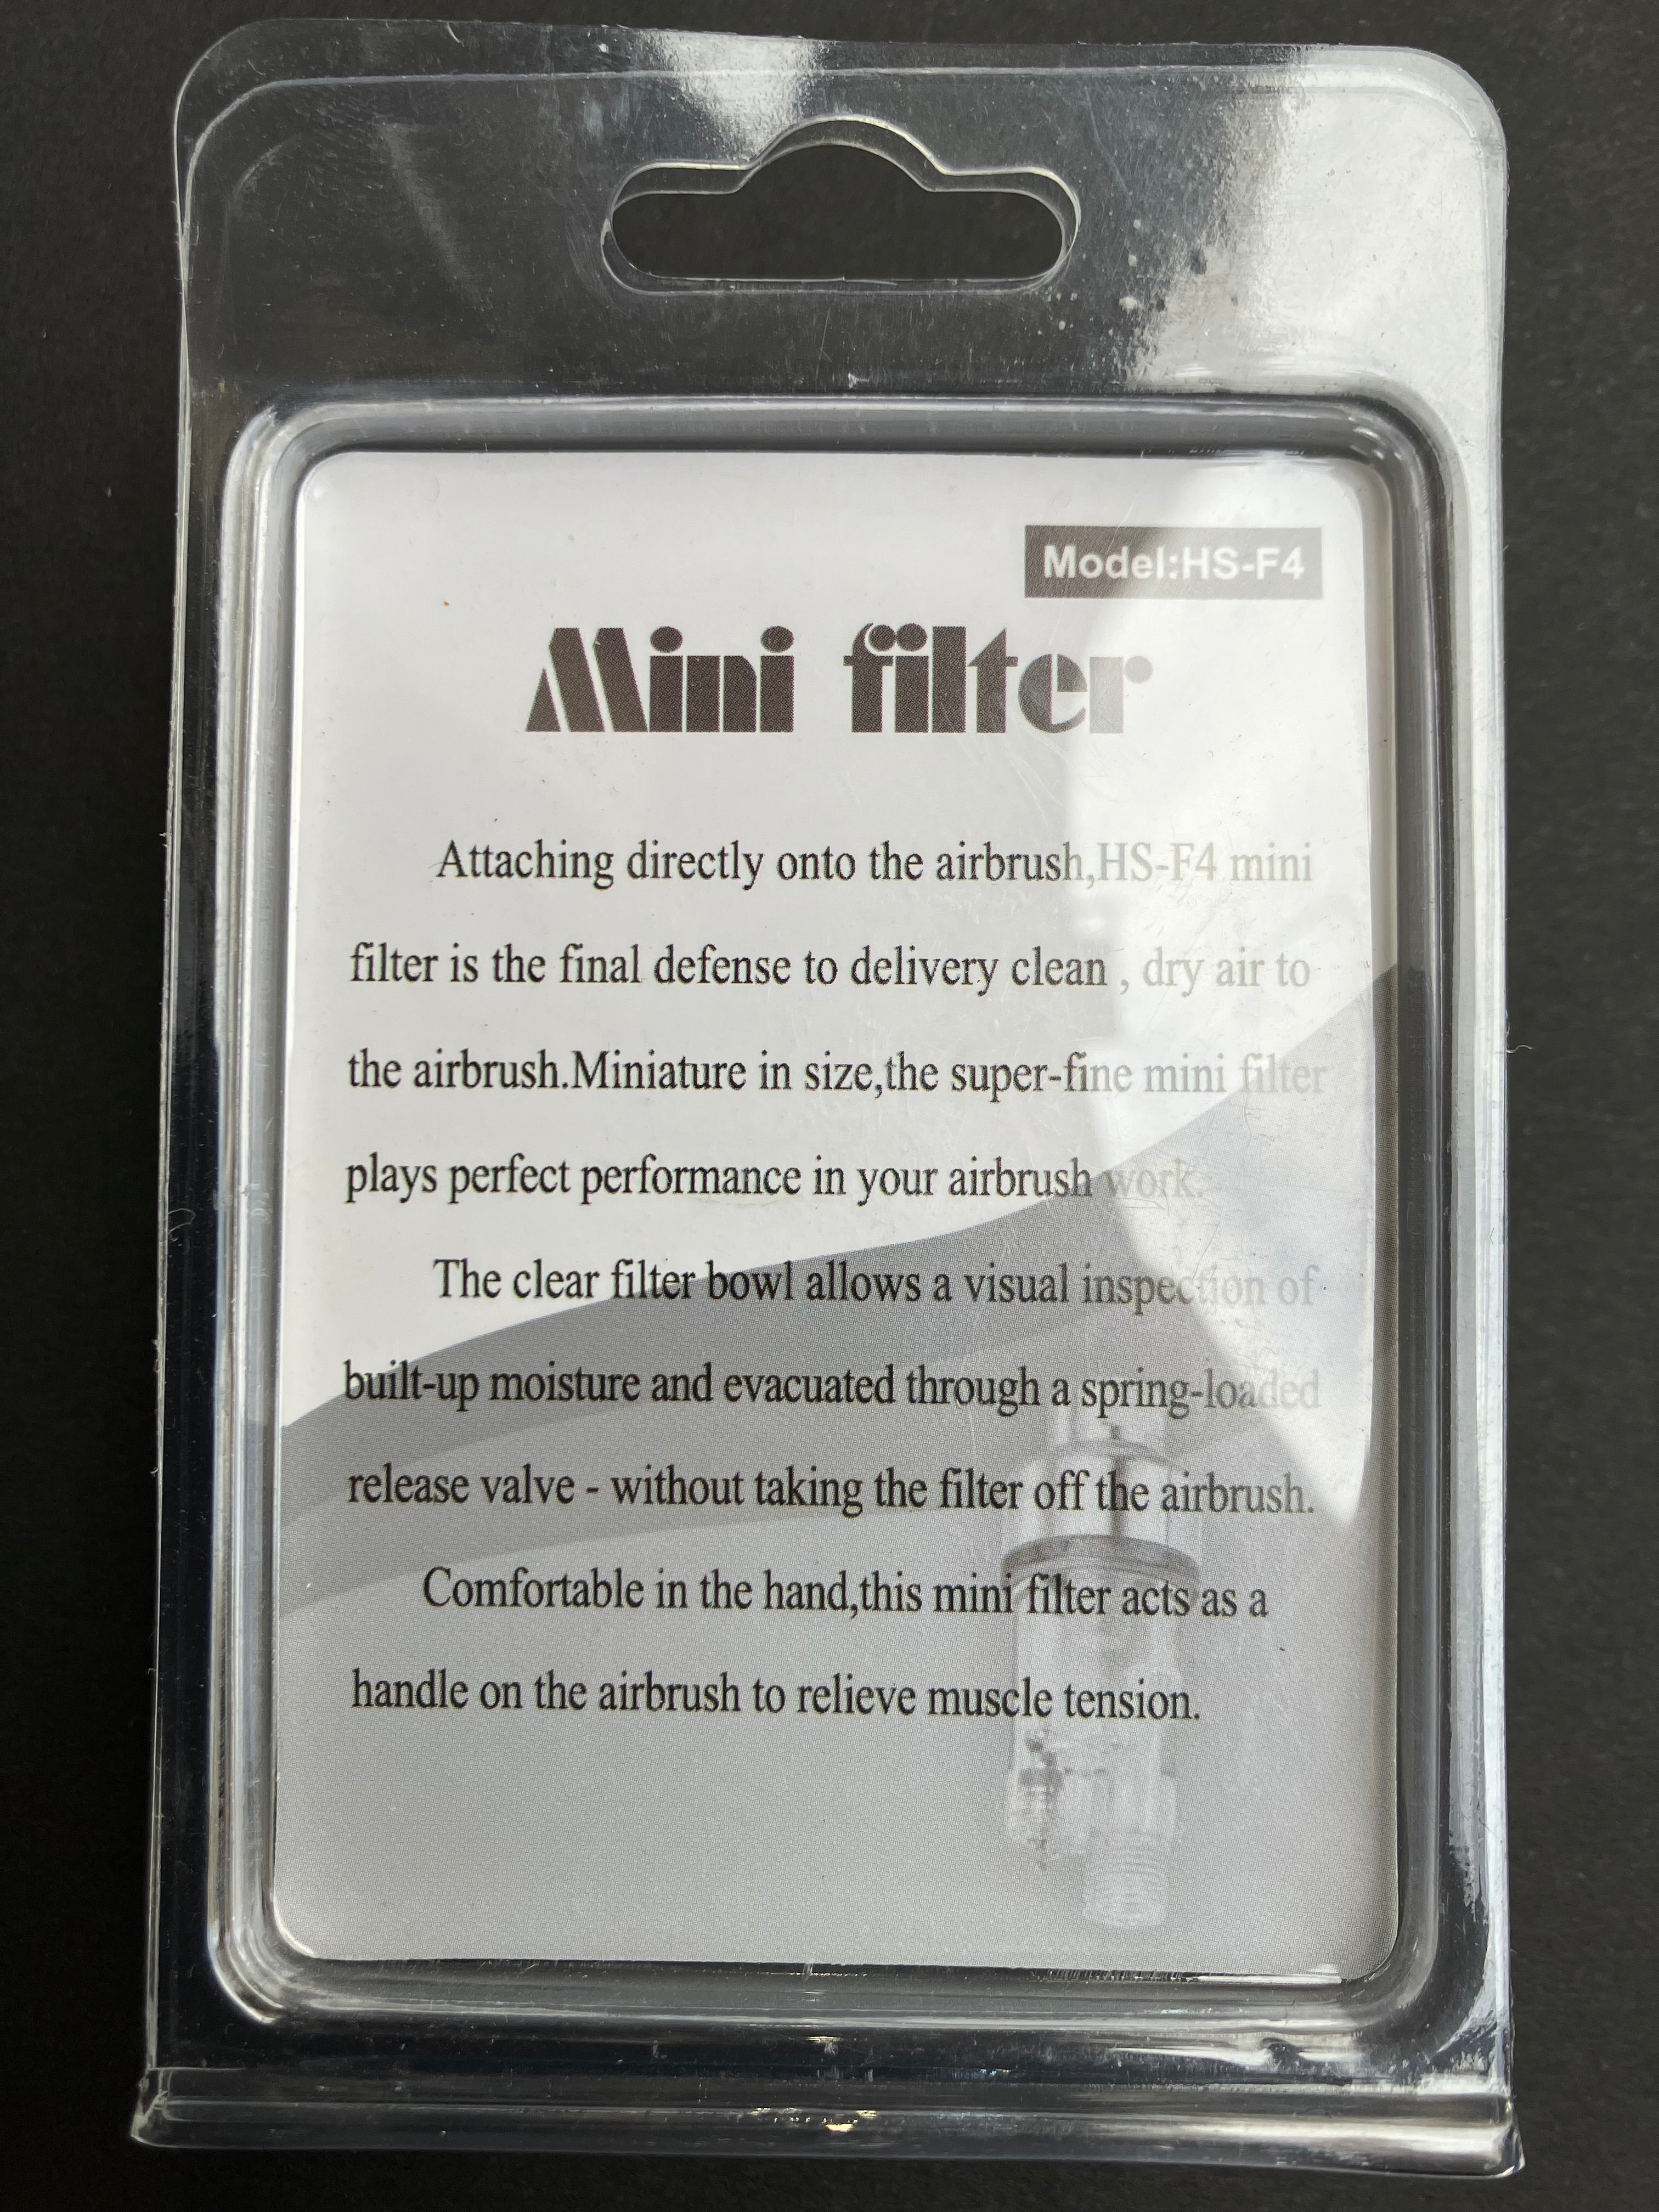 Model:HS-F4
Mini filter
Attaching directly onto the airbrush,HS-F4 mini
filter is the final defense to delivery clean , dry air to
the airbrush.Miniature in size,the super-fine mini filter
plays perfect performance in your airbrush work.
The clear filter bowl allows a visual inspection of
built-up moisture and evacuated through a spring-loaded
release valve - without taking the filter off the airbrush.
Comfortable in the hand,this mini filter acts as a
handle on the airbrush to relieve muscle tension.